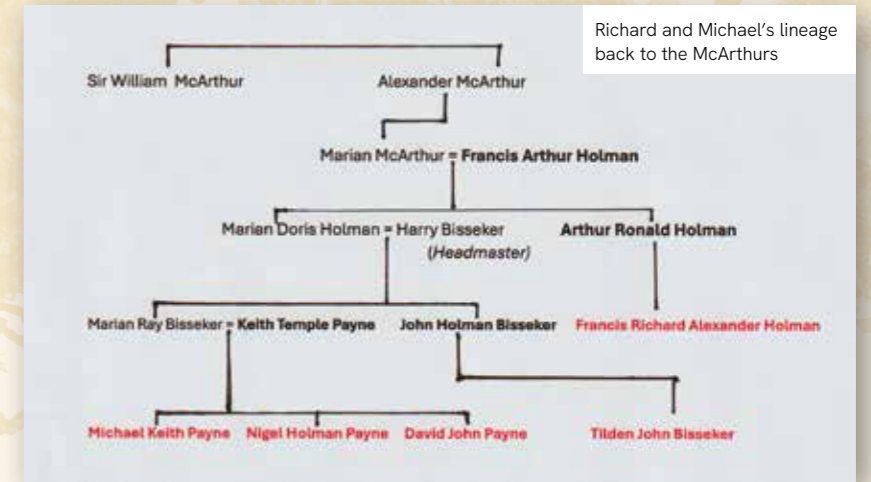 Richard and Michael's lineage
back to the McArthurs
Sir William McArthur Alexander McArthur
Marian McArthur = Francis Arthur Holman
Marian Doris Holman = Harry Bisseker Arthur Ronald Holman
(Headmaster)
Marian Ray Bisseker = Keith Temple Payne John Holman Bisseker Francis Richard Alexander Holman
Michael Keith Payne Nigel Holman Payne David John Payne Tilden John Bisseker